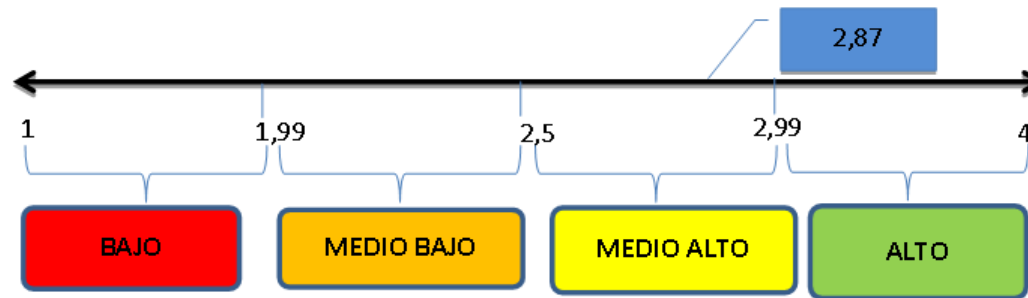 2,87
1 1,99 2,5 2,99 4
BAJO MEDIO BAJO MEDIO ALTO ALTO